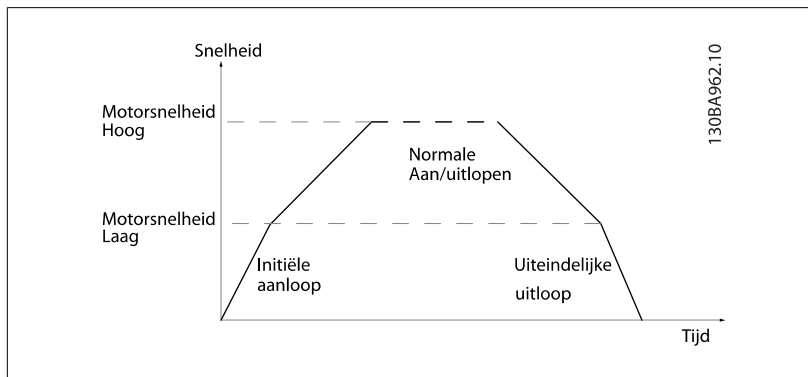 Snelheid
130BA962.10
Motorsnelheid
Hoog
Normale
Aan/uitlopen
Motorsnelheid
Laag
Initiële
aanloop
Uiteindelijke
uitloop
Tijd